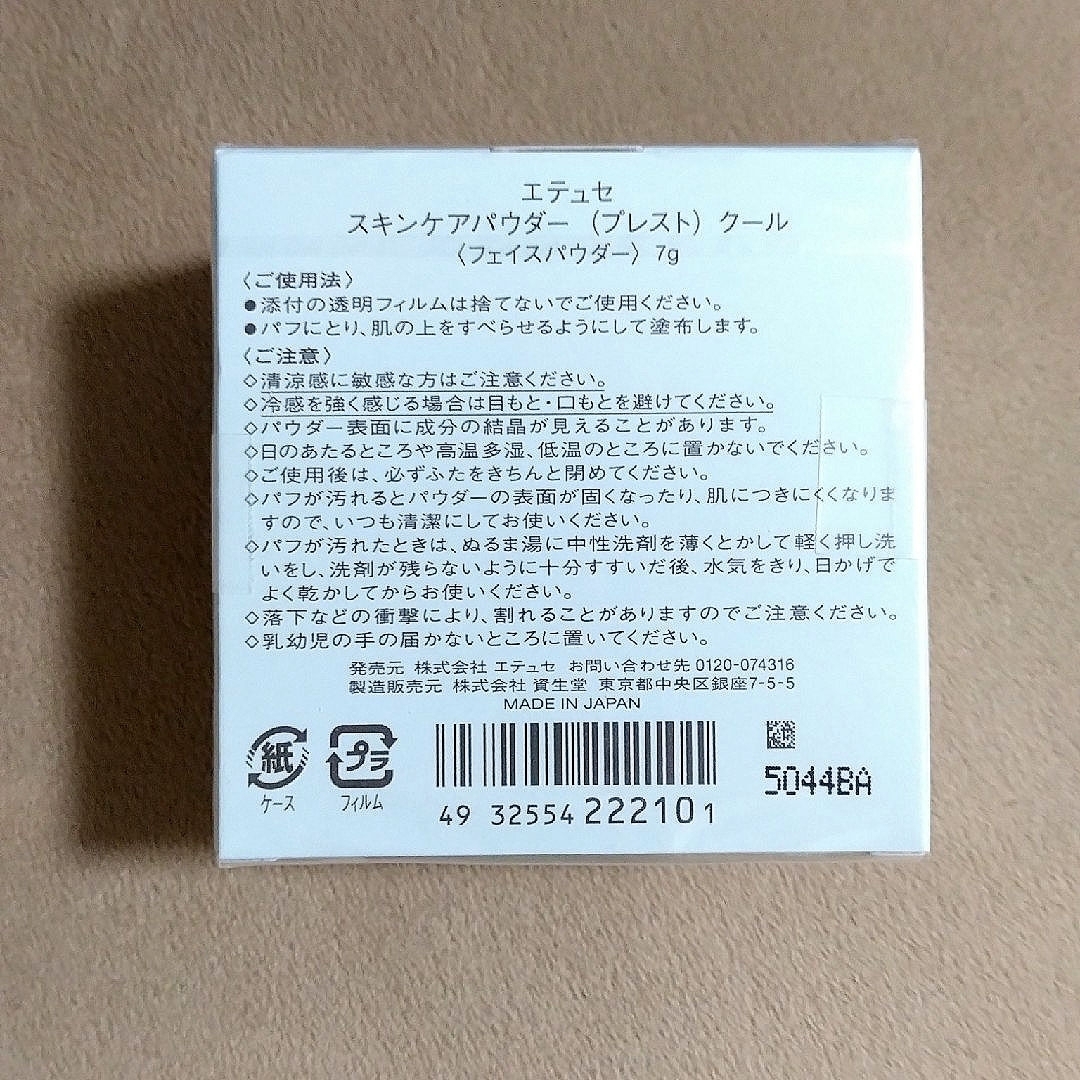 エテュセ
スキンケアパウダー（プレスト）クール
〈フェイスパウダー〉7g
〈ご使用法〉
●添付の透明フィルムは捨てないでご使用ください。
●パフにとり、肌の上をすべらせるようにして塗布します。
〈ご注意〉
◇清涼感に敏感な方はご注意ください。
◇冷感を強く感じる場合は目もと・口もとを避けてください。
◇パウダー表面に成分の結晶が見えることがあります。
◇日のあたるところや高温多湿、低温のところに置かないでください。
◇ご使用後は、必ずふたをきちんと閉めてください。
◇パフが汚れるとパウダーの表面が固くなったり、肌につきにくくなりま
すので、いつも清潔にしてお使いください。
◇パフが汚れたときは、ぬるま湯に中性洗剤を薄くとかして軽く押し洗
いをし、洗剤が残らないように十分すすいだ後、水気をきり、日かげで
よく乾かしてからお使いください。
◇落下などの衝撃により、割れることがありますのでご注意ください。
◇乳幼児の手の届かないところに置いてください。
発売元 株式会社 エテュセ お問い合わせ先 0120-074316
製造販売元 株式会社 資生堂 東京都中央区銀座7-5-5
MADE IN JAPAN
紙
ケース
プラ
フィルム
49 32554 222101
5044BA